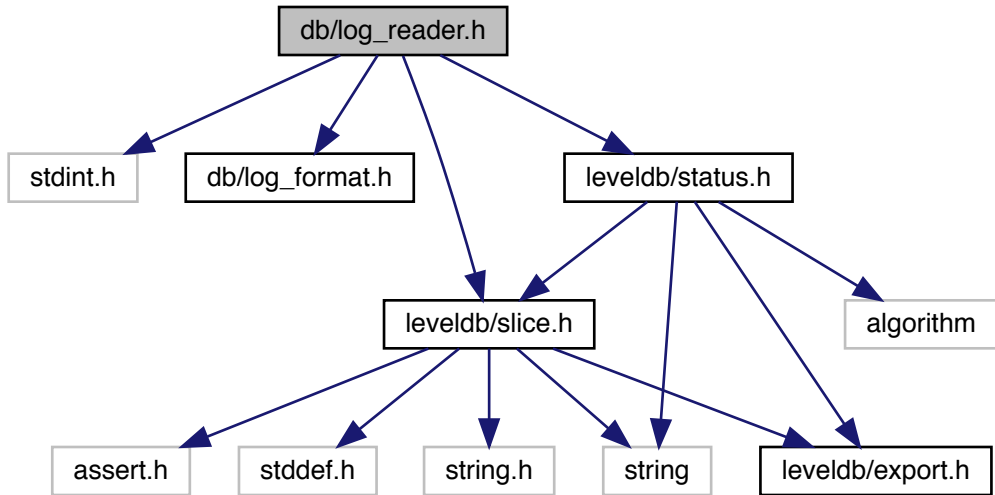 db/log_reader.h
stdint.h
db/log_format.h
leveldb/status.h
leveldb/slice.h
algorithm
assert.h
stddef.h
string.h
string
leveldb/export.h